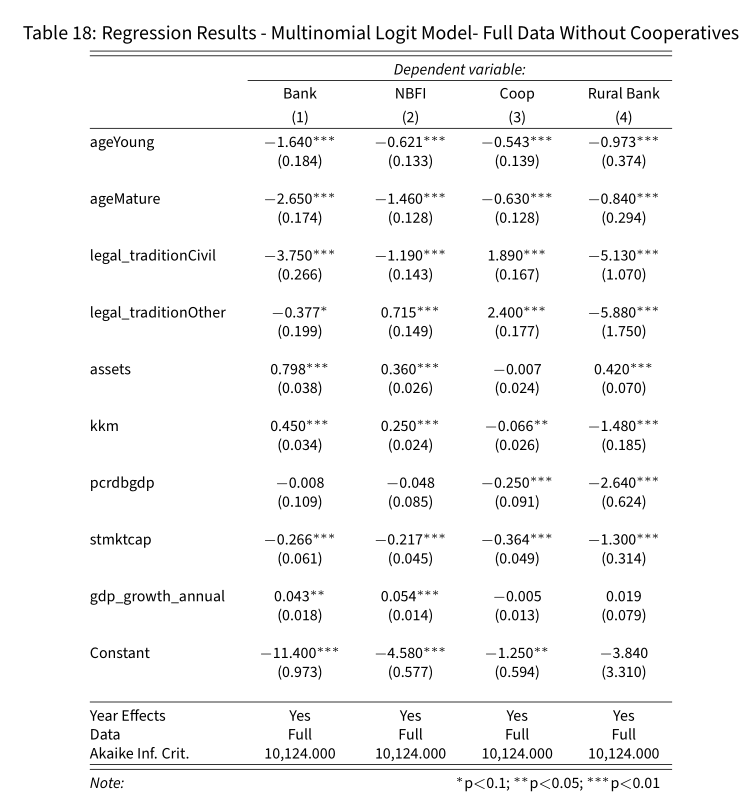 Table 18: Regression Results - Multinomial Logit Model- Full Data Without Cooperatives
Dependent variable:
Bank NBFI Coop Rural Bank
(1) (2) (3) (4)
ageYoung −1.640*** −0.621*** −0.543*** −0.973***
(0.184) (0.133) (0.139) (0.374)
ageMature −2.650*** −1.460*** −0.630*** −0.840***
(0.174) (0.128) (0.128) (0.294)
legal_traditionCivil −3.750*** −1.190*** 1.890*** −5.130***
(0.266) (0.143) (0.167) (1.070)
legal_traditionOther −0.377* 0.715*** 2.400*** −5.880***
(0.199) (0.149) (0.177) (1.750)
assets 0.798*** 0.360*** −0.007 0.420***
(0.038) (0.026) (0.024) (0.070)
kkm 0.450*** 0.250*** −0.066** −1.480***
(0.034) (0.024) (0.026) (0.185)
pcrdbgdp −0.008 −0.048 −0.250*** −2.640***
(0.109) (0.085) (0.091) (0.624)
stmktcap −0.266*** −0.217*** −0.364*** −1.300***
(0.061) (0.045) (0.049) (0.314)
gdp_growth_annual 0.043** 0.054*** −0.005 0.019
(0.018) (0.014) (0.013) (0.079)
Constant −11.400*** −4.580*** −1.250** −3.840
(0.973) (0.577) (0.594) (3.310)
Year Effects Yes Yes Yes Yes
Data Full Full Full Full
Akaike Inf. Crit. 10,124.000 10,124.000 10,124.000 10,124.000
Note: *p<0.1; **p<0.05; ***p<0.01